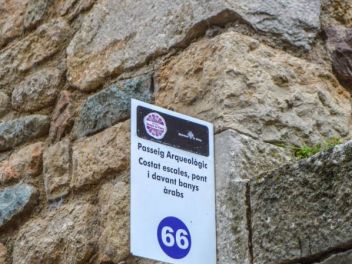 Passeig Arqueològic
Costat escales, pont
i davant banys
àrabs
66